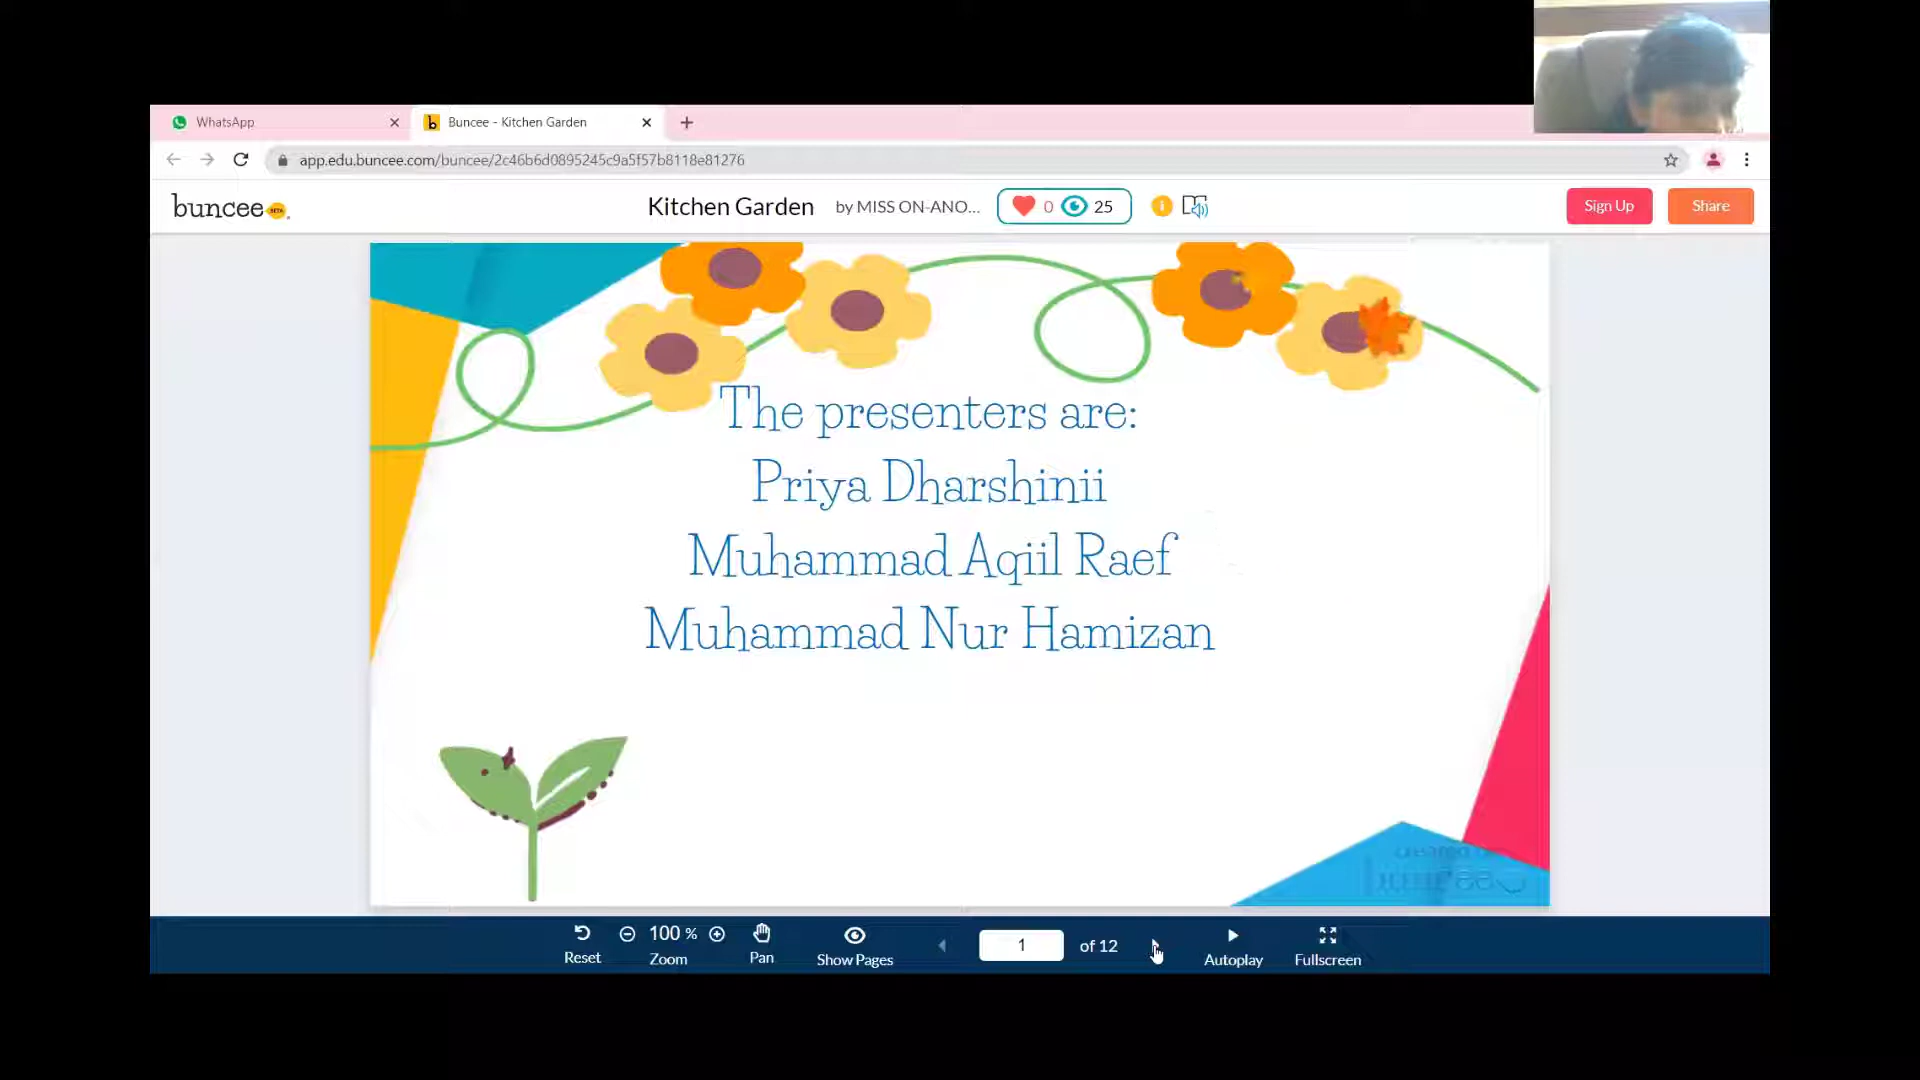 WhatsApp
Buncee - Kitchen Garden
app.edu.buncee.com/buncee/2c46b6d0895245c9a5f57b8118e81276
buncee BETA
Kitchen Garden
by MISS ON-ANO...
0
25
Sign Up
Share
The presenters are:
Priya Dharshinii
Muhammad Aqiil Raef
Muhammad Nur Hamizan
Reset
100 %
Zoom
Pan
Show Pages
1
of 12
Autoplay
Fullscreen